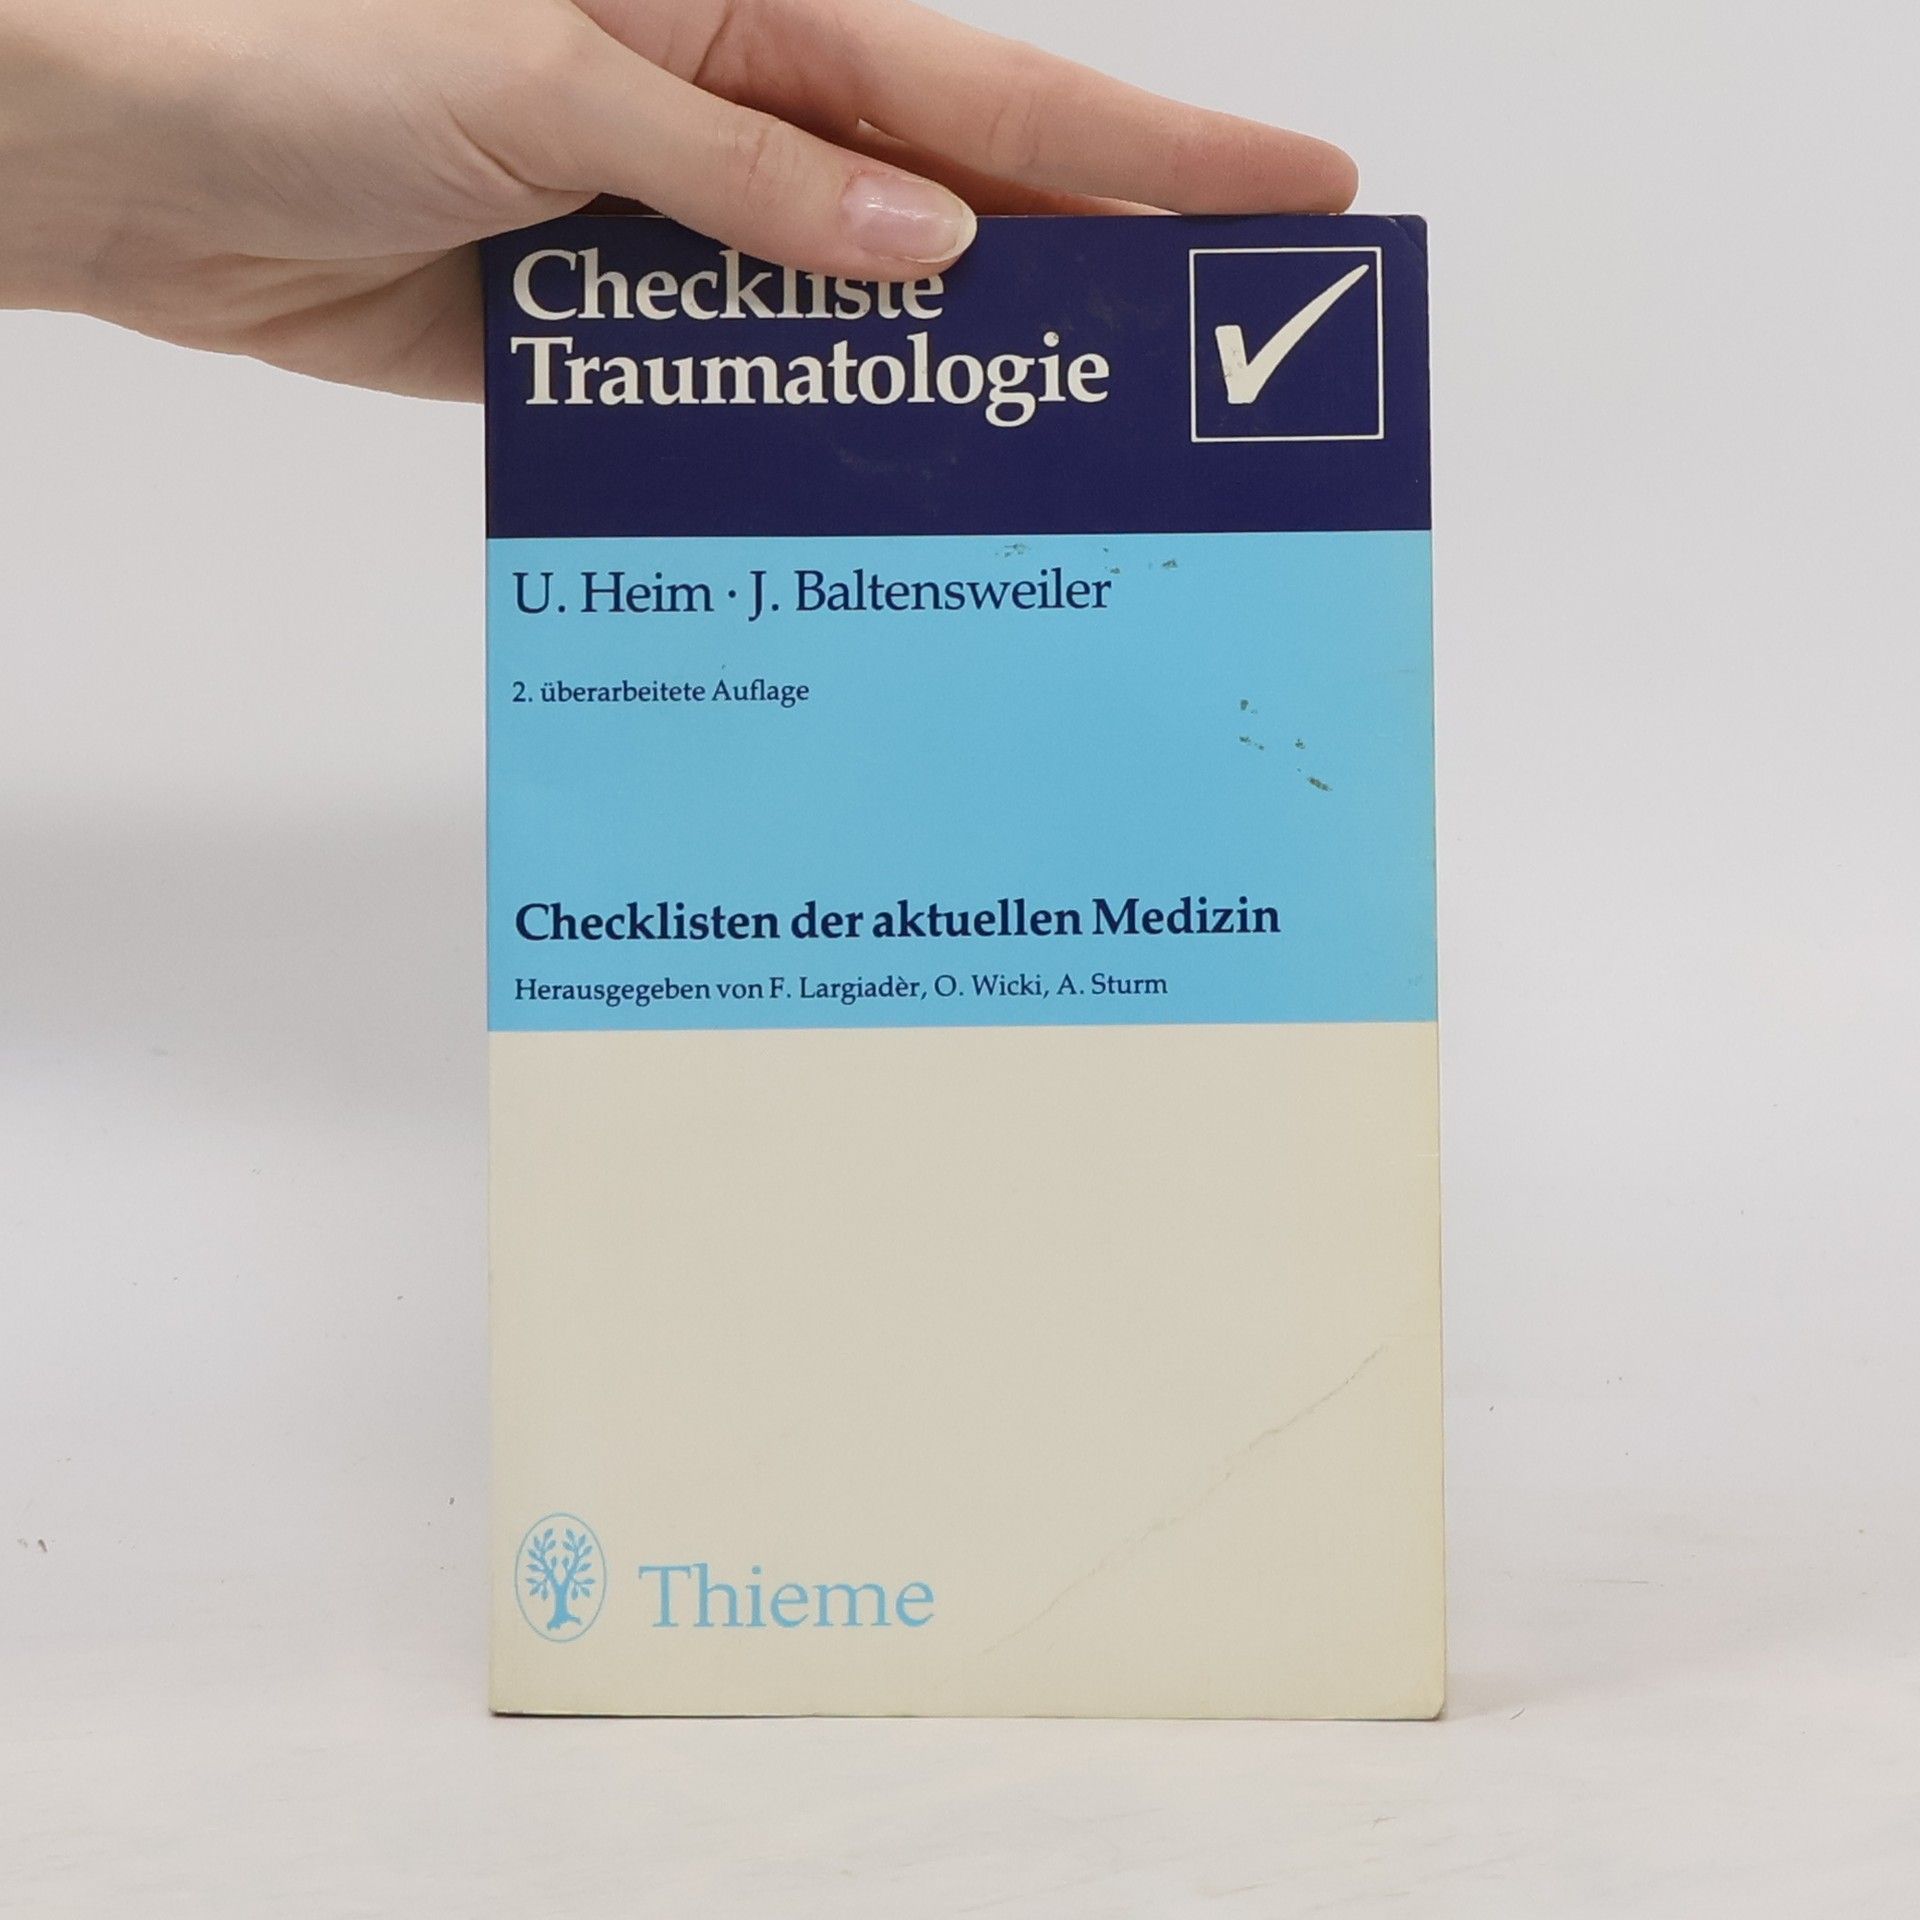 Checkliste
Traumatologie
U. Heim · J. Baltensweiler
2. überarbeitete Auflage
Checklisten der aktuellen Medizin
Herausgegeben von F. Largiadèr, O. Wicki, A. Sturm
Thieme